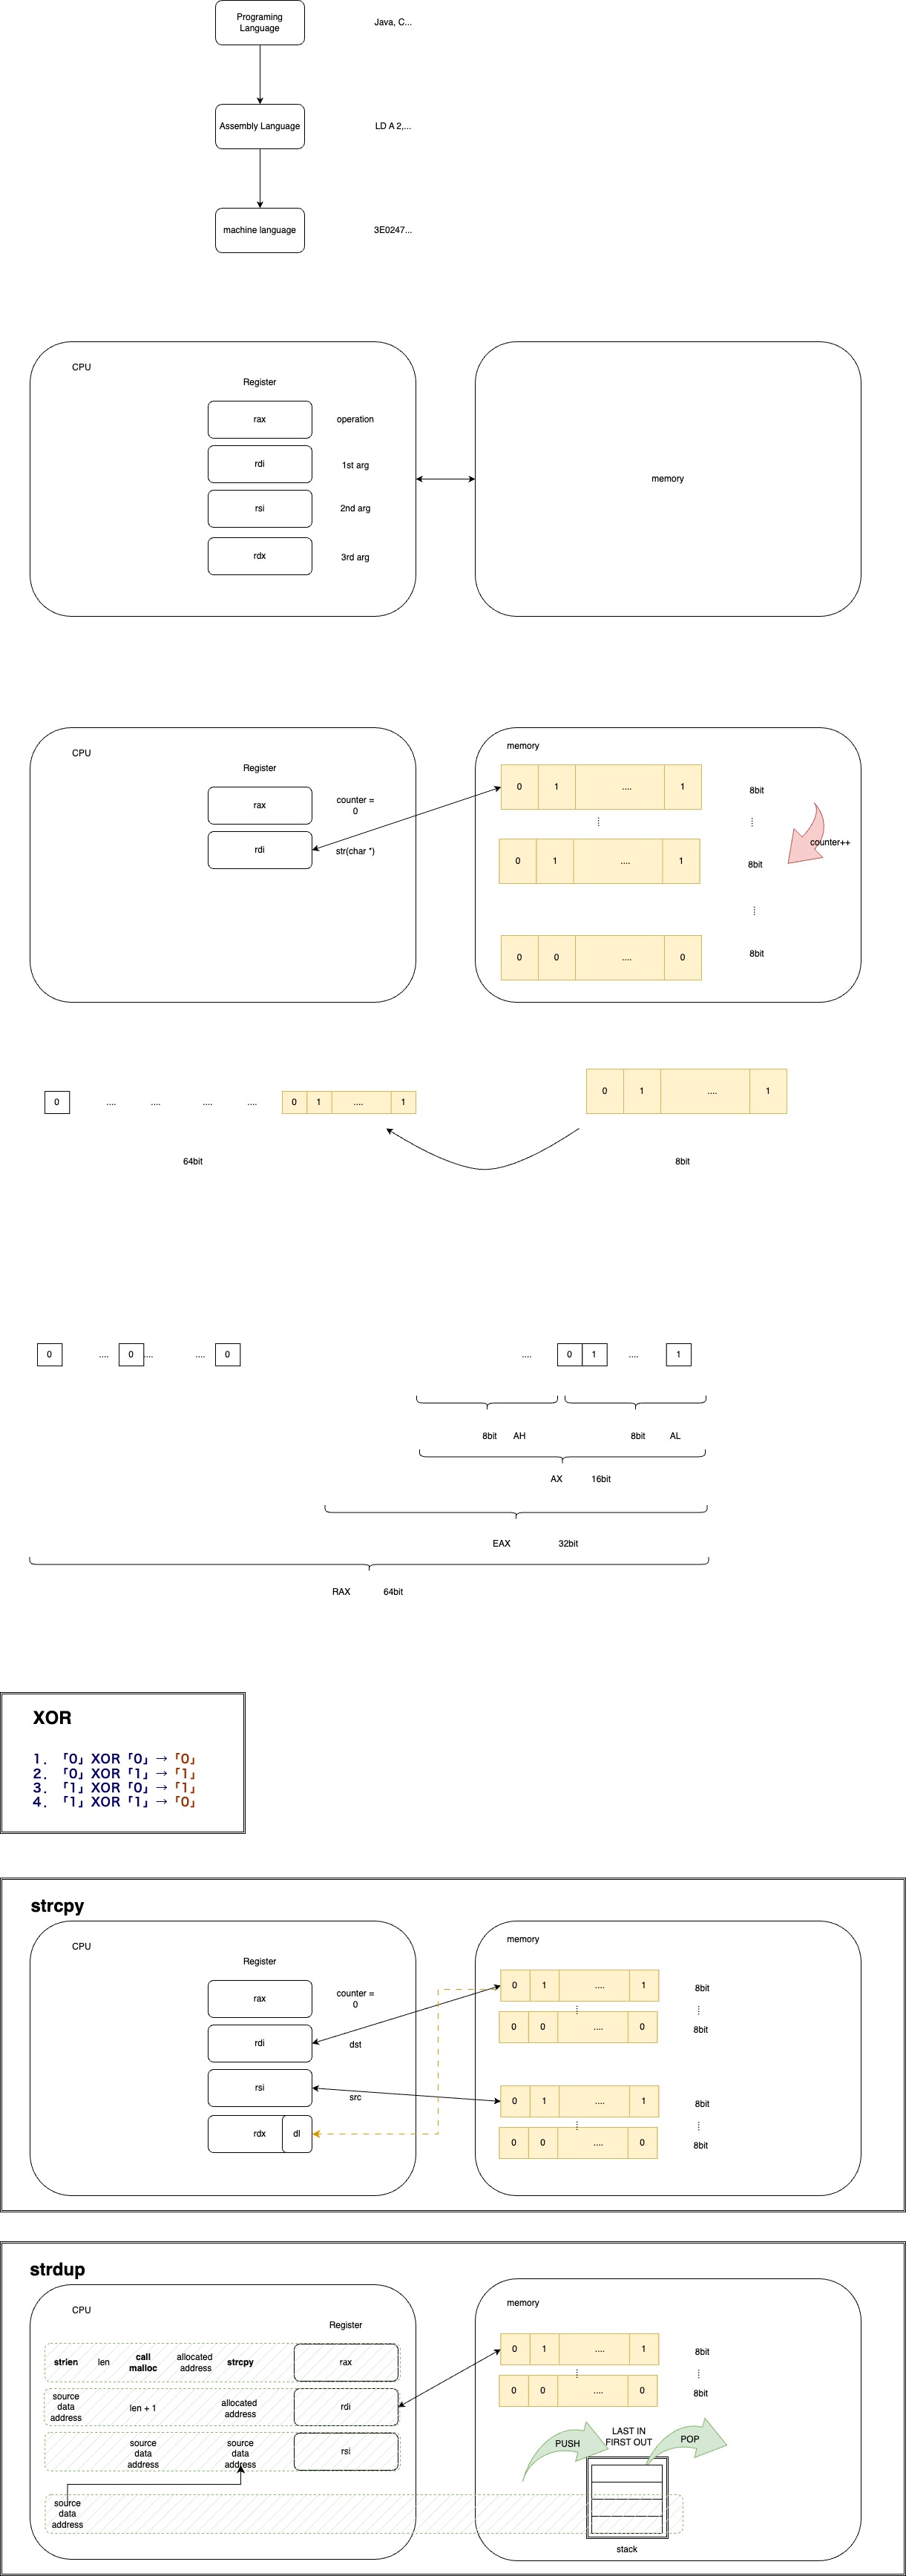 Programing
Language
Java, C...
Assembly Language
LD A 2,...
machine language
3E0247...
CPU
Register
rax
operation
rdi
1st arg
rsi
2nd arg
rdx
3rd arg
memory
CPU
Register
rax
counter =
0
rdi
str(char *)
memory
0 1 .... 1
8bit
counter++
0 1 .... 1
8bit
0 0 .... 0
8bit
0 .... .... .... .... 0 1 .... 1
64bit
0 1 .... 1
8bit
0 .... 0 .... .... 0 .... 0 1 .... 1
8bit AH
8bit AL
AX 16bit
EAX 32bit
RAX 64bit
XOR
1. 「0」XOR「0」→「0」
2. 「0」XOR「1」→「1」
3. 「1」XOR「0」→「1」
4. 「1」XOR「1」→「0」
strcpy
CPU
Register
rax
counter =
0
rdi
dst
rsi
src
rdx
dl
memory
0 1 .... 1
8bit
0 0 .... 0
8bit
0 1 .... 1
8bit
0 0 .... 0
8bit
strdup
CPU
Register
strien
len
call
malloc
allocated
address
strcpy
rax
source
data
address
len + 1
allocated
address
rdi
source
data
address
source
data
address
rsi
source
data
address
memory
0 1 .... 1
8bit
0 0 .... 0
8bit
PUSH
LAST IN
FIRST OUT
POP
stack